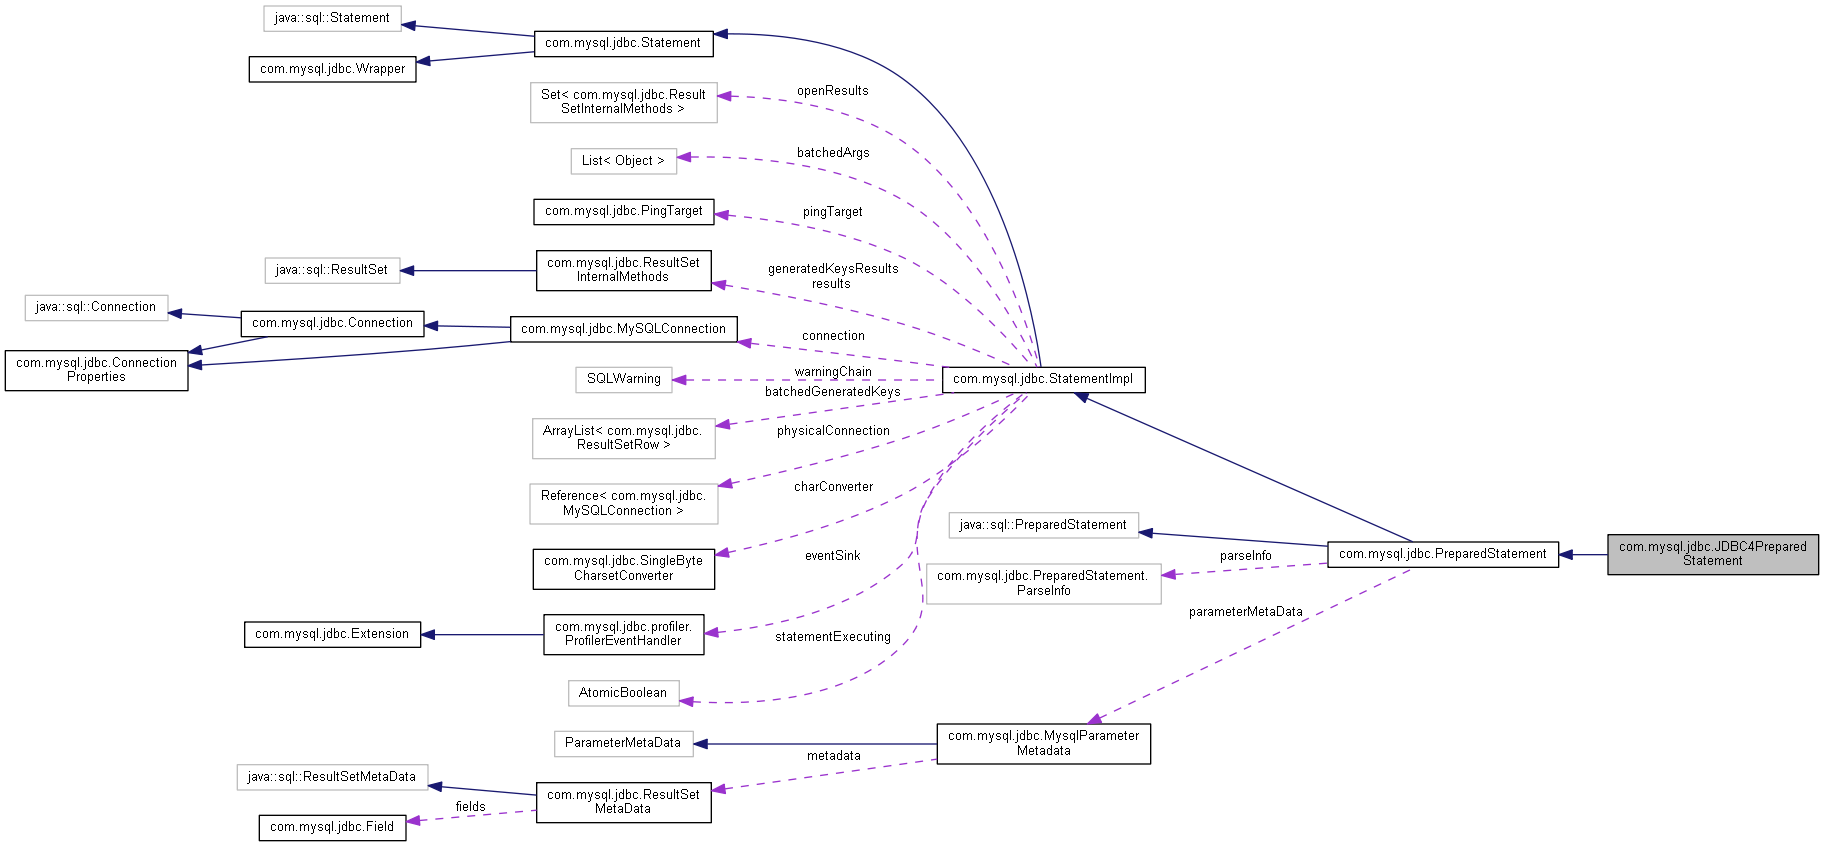 java::sql::Statement
com.mysql.jdbc.Statement
com.mysql.jdbc.Wrapper
Set< com.mysql.jdbc.Result
SetInternalMethods >
openResults
List< Object >
batchedArgs
com.mysql.jdbc.PingTarget
pingTarget
java::sql::ResultSet
com.mysql.jdbc.ResultSet
InternalMethods
generatedKeysResults
results
java::sql::Connection
com.mysql.jdbc.Connection
com.mysql.jdbc.MySQLConnection
connection
com.mysql.jdbc.Connection
Properties
SQLWarning
warningChain
com.mysql.jdbc.StatementImpl
batchedGeneratedKeys
ArrayList< com.mysql.jdbc.
ResultSetRow >
physicalConnection
Reference< com.mysql.jdbc.
MySQLConnection >
charConverter
java::sql::PreparedStatement
com.mysql.jdbc.SingleByte
CharsetConverter
eventSink
com.mysql.jdbc.PreparedStatement.
ParseInfo
parseInfo
com.mysql.jdbc.PreparedStatement
com.mysql.jdbc.JDBC4Prepared
Statement
parameterMetaData
com.mysql.jdbc.Extension
com.mysql.jdbc.profiler.
ProfilerEventHandler
statementExecuting
AtomicBoolean
ParameterMetaData
com.mysql.jdbc.MysqlParameter
Metadata
metadata
java::sql::ResultSetMetaData
com.mysql.jdbc.ResultSet
MetaData
fields
com.mysql.jdbc.Field